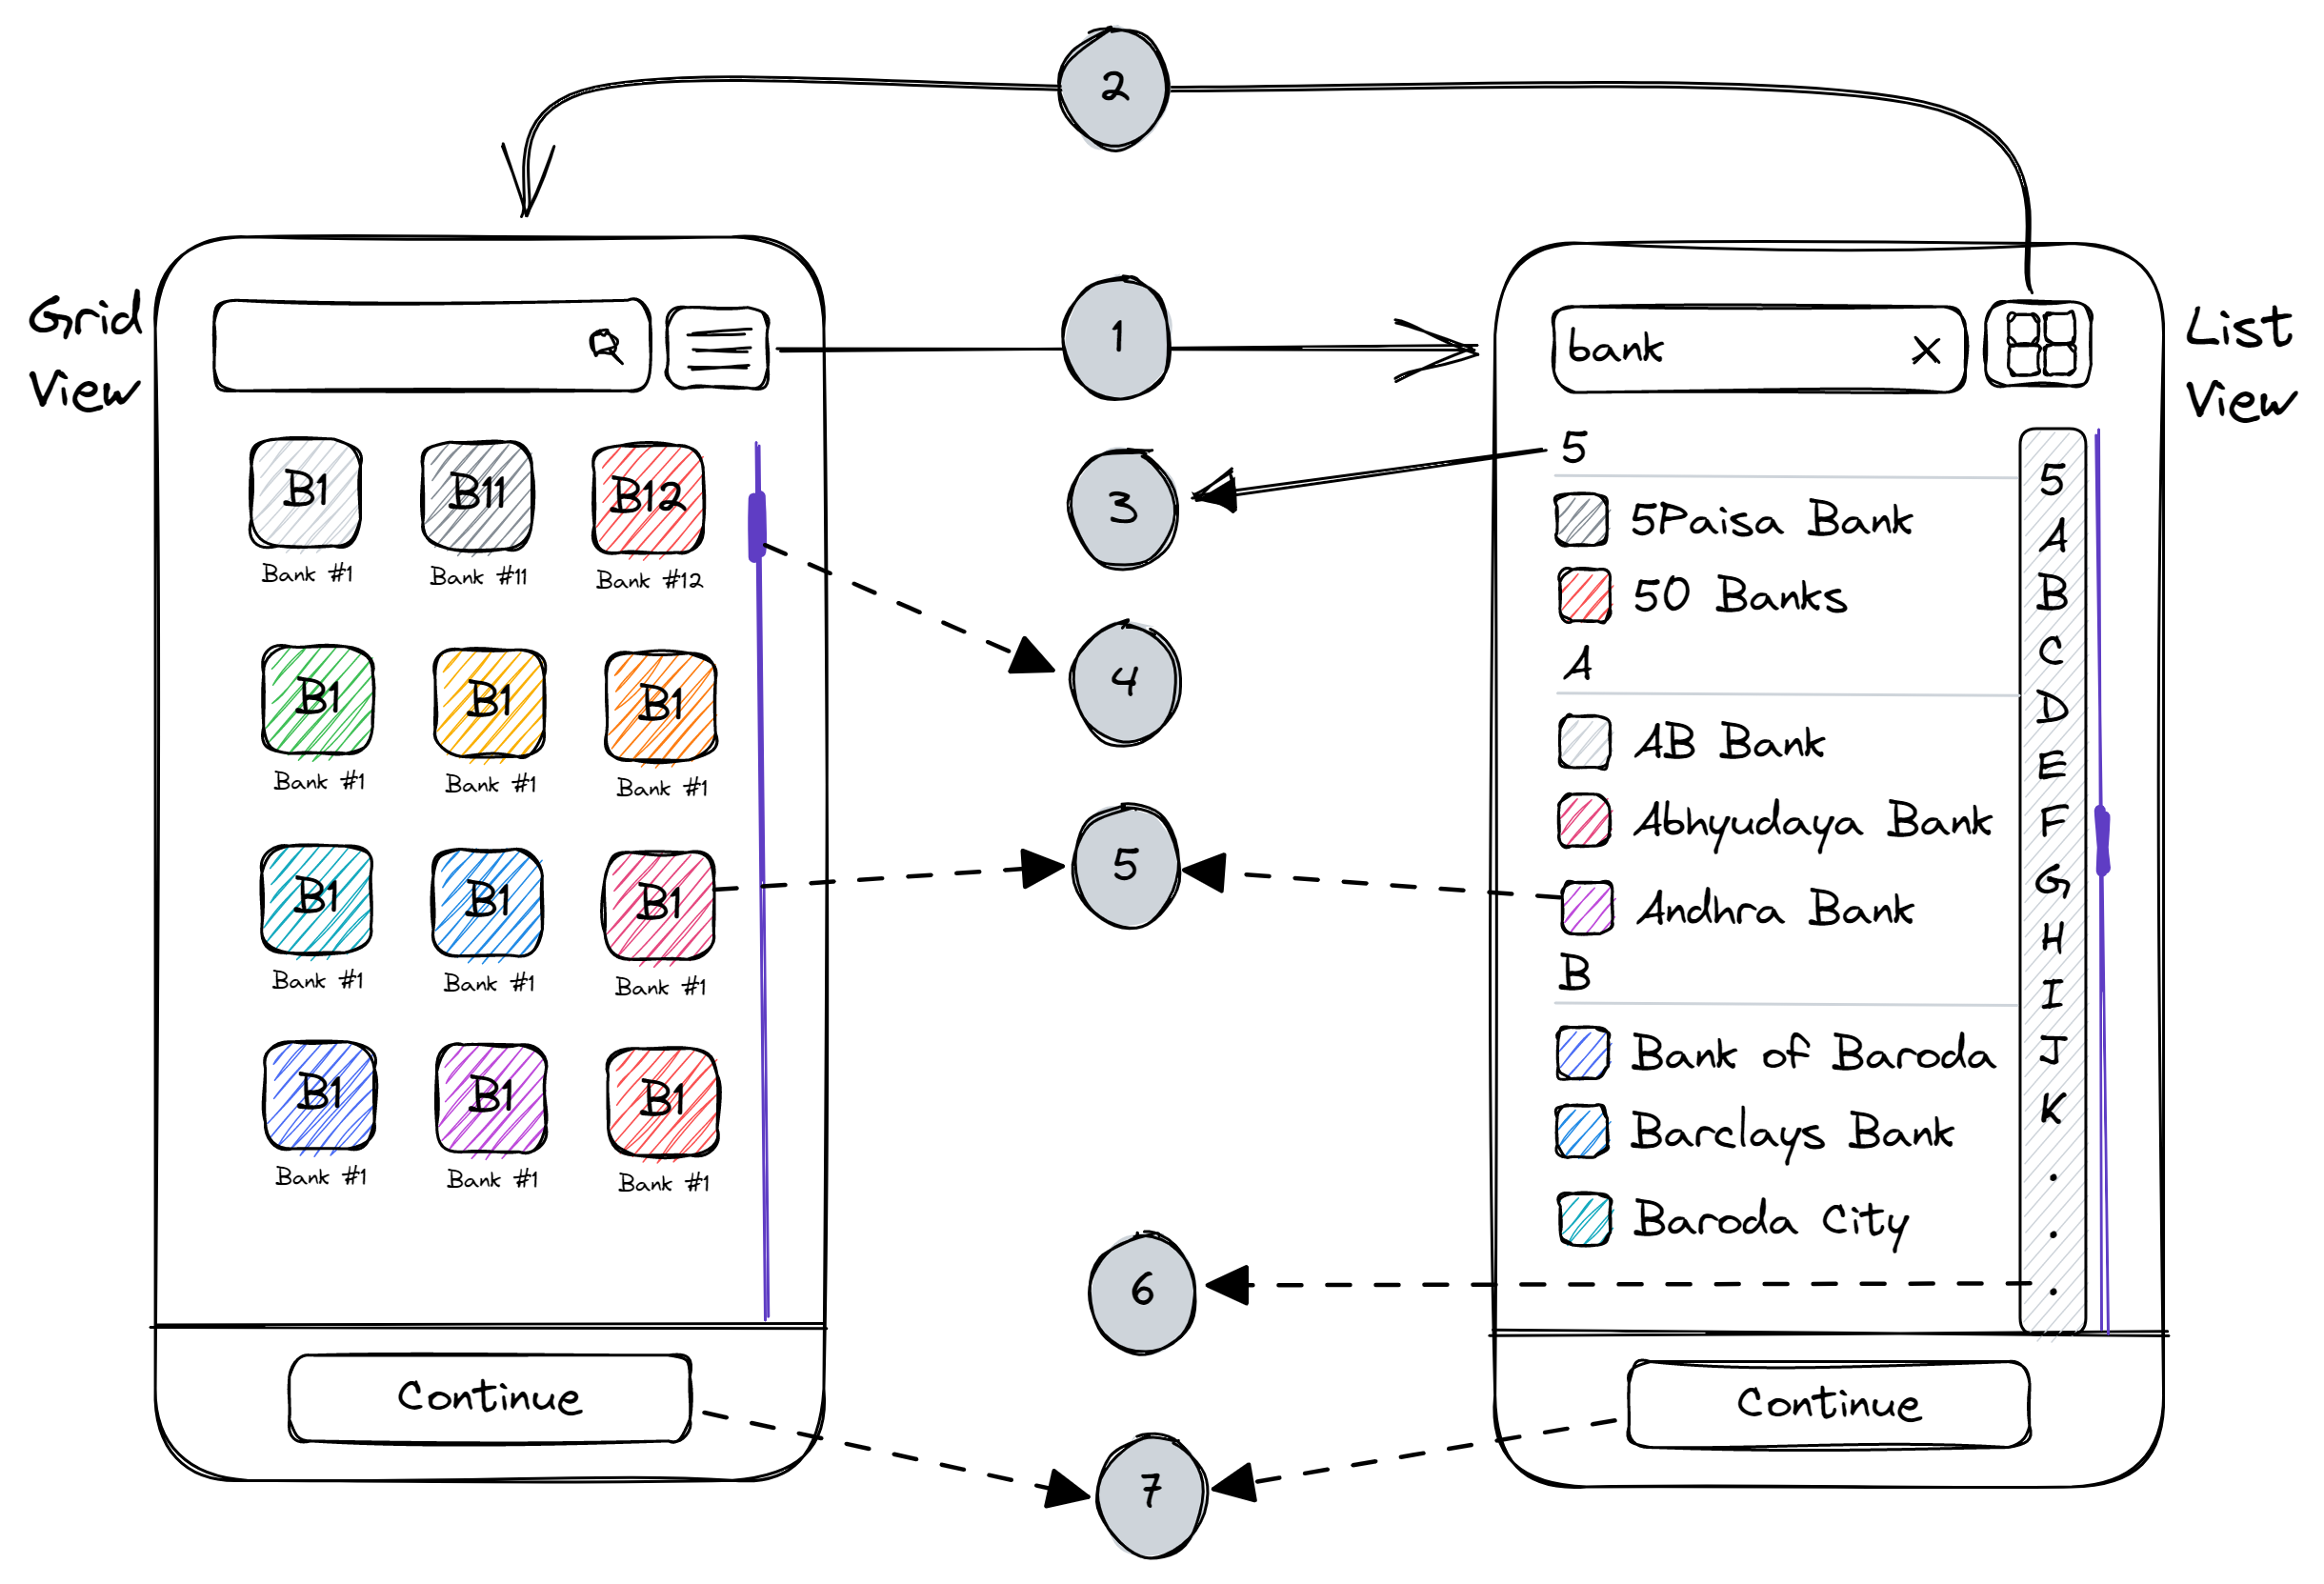 2
Grid
View
B1
B11
B12
Bank #1
Bank #11
Bank #12
B1
B1
B1
Bank #1
Bank #1
Bank #1
B1
B1
B1
Bank #1
Bank #1
Bank #1
B1
B1
B1
Bank #1
Bank #1
Bank #1
Continue
1
3
4
5
6
7
List
View
bank
X
5
5Paisa Bank
50 Banks
A
AB Bank
Abhyudaya Bank
Andhra Bank
B
Bank of Baroda
Barclays Bank
Baroda City
5
A
B
C
D
E
F
G
H
I
J
K
.
.
.
Continue